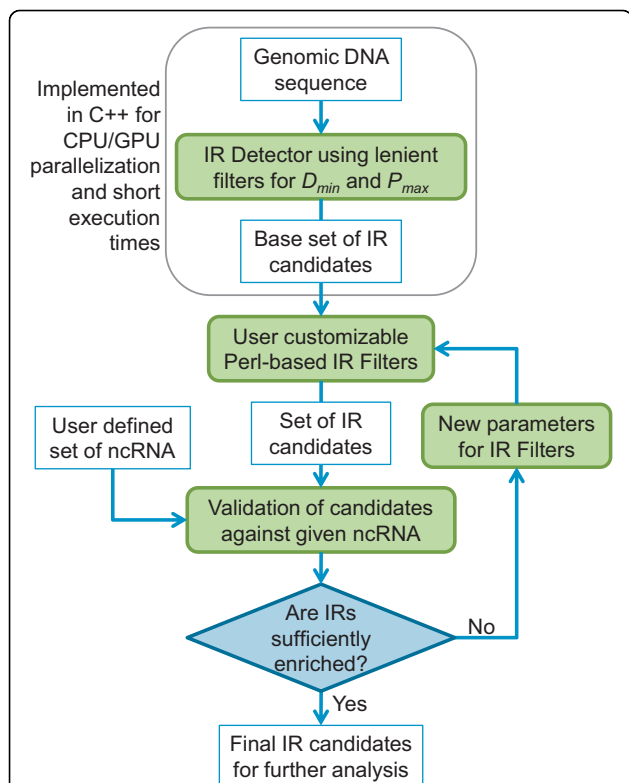 Genomic DNA
sequence
Implemented
in C++ for
CPU/GPU
parallelization
and short
execution
times
IR Detector using lenient
filters for Dmin and Pmax
Base set of IR
candidates
User customizable
Perl-based IR Filters
User defined
set of ncRNA
Set of IR
candidates
New parameters
for IR Filters
Validation of candidates
against given ncRNA
Are IRs
sufficiently
enriched?
No
Yes
Final IR candidates
for further analysis